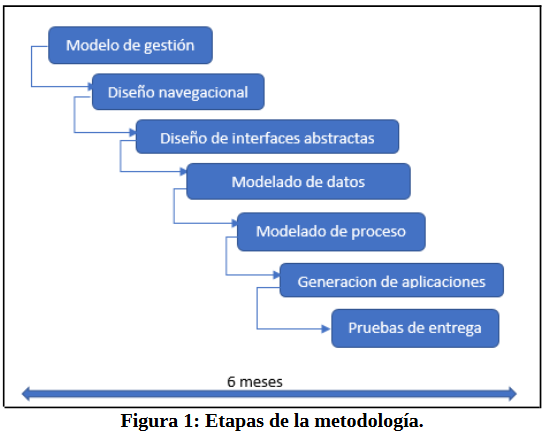 Modelo de gestión
Diseño navegacional
Diseño de interfaces abstractas
Modelado de datos
Modelado de proceso
Generacion de aplicaciones
Pruebas de entrega
6 meses
Figura 1: Etapas de la metodología.